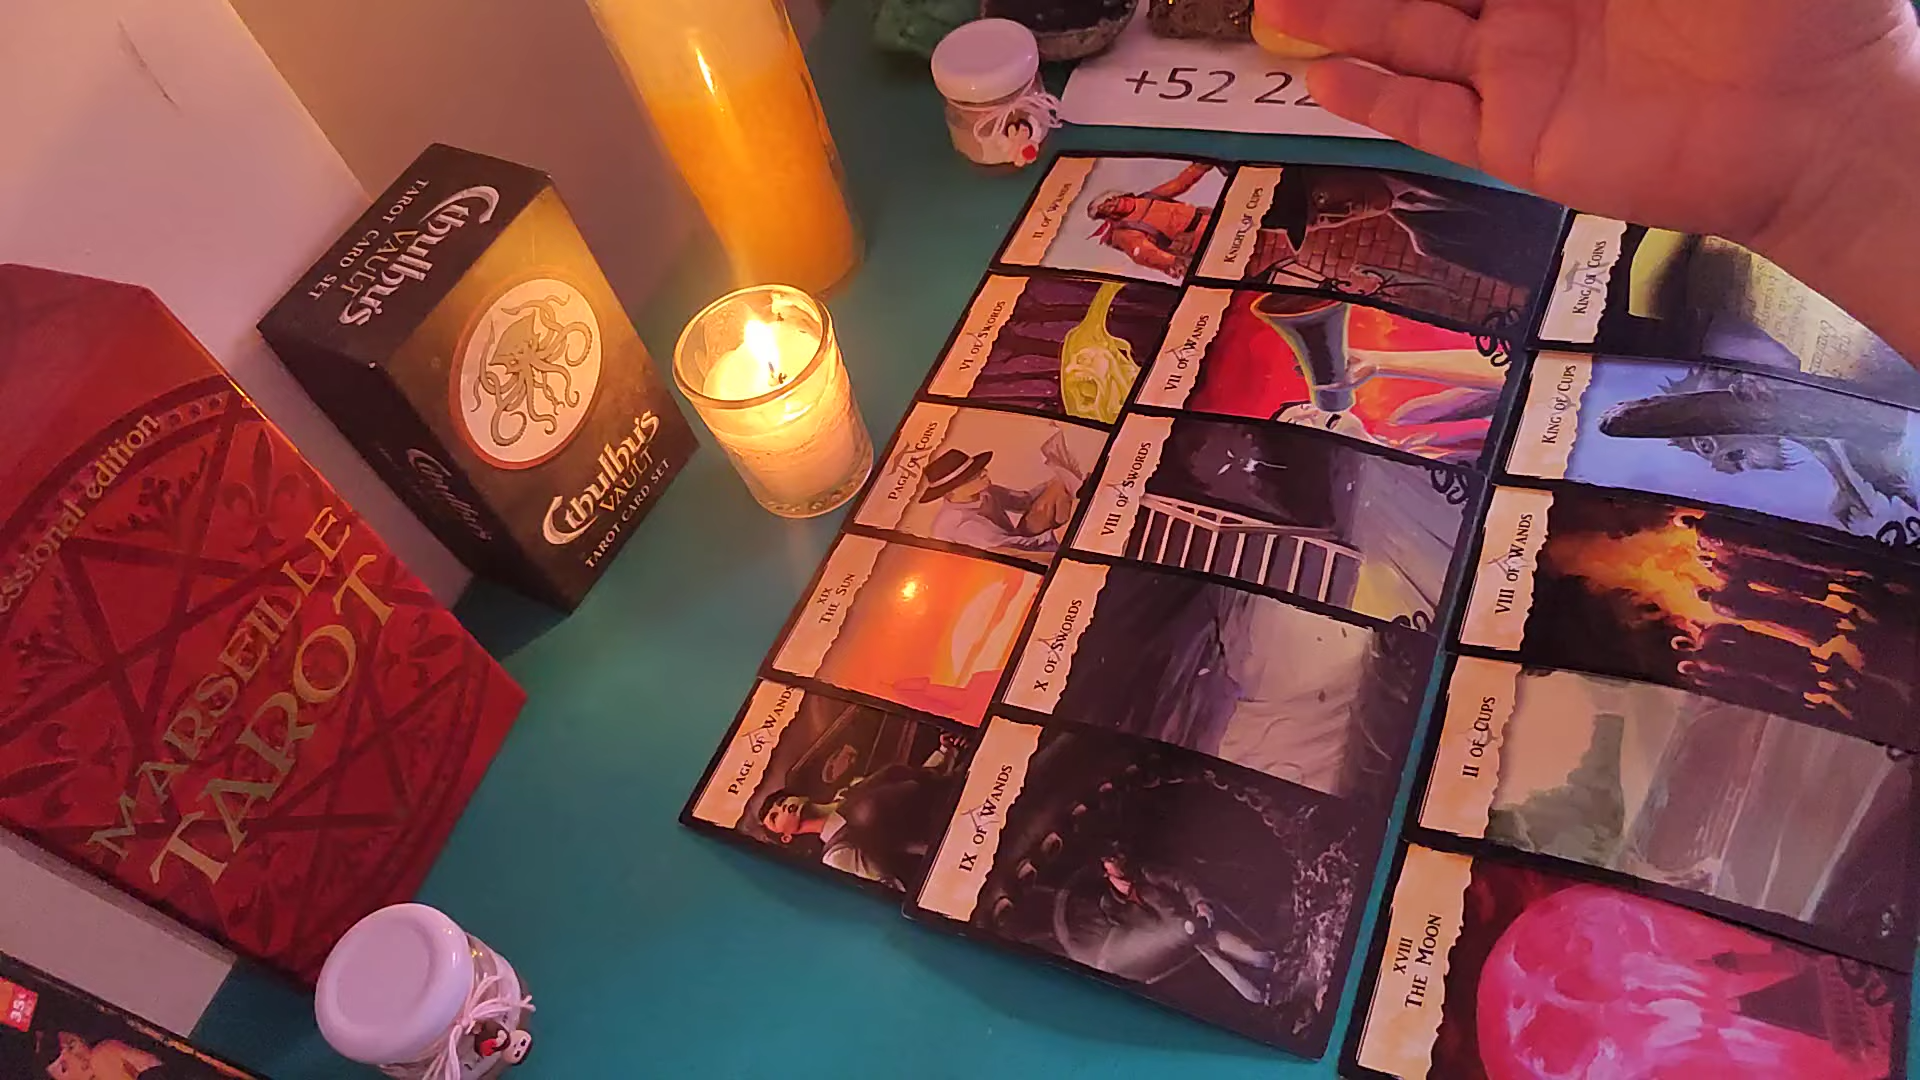 +52 22
Cthulhu's
VAULT
TAROT CARD SET
Cthulhu's
VAULT
TAROT CARD SET
essional edition
MARSEILLE
TAROT
II OF WANDS
KNIGHT OF CUPS
KING OF COINS
VI OF SWORDS
VII OF WANDS
KING OF CUPS
PAGE OF COINS
VIII OF SWORDS
VIII OF WANDS
XIX
THE SUN
X OF SWORDS
II OF CUPS
PAGE OF WANDS
IX OF WANDS
XVIII
THE MOON